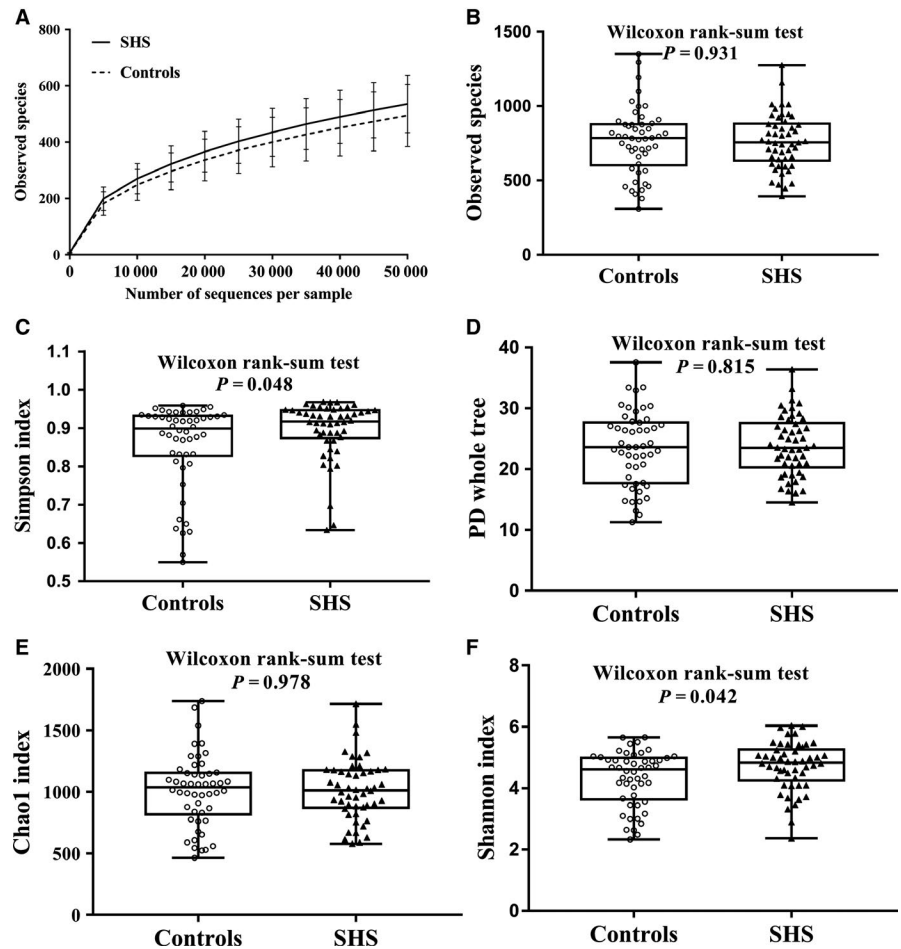 A
800
600
400
200
0
Observed species
SHS
Controls
0
10 000
20 000
30 000
40 000
50 000
Number of sequences per sample
B
Wilcoxon rank-sum test
P = 0.931
1500
1000
500
0
Observed species
Controls
SHS
C
Wilcoxon rank-sum test
P = 0.048
1.1
1.0
0.9
0.8
0.7
0.6
0.5
Simpson index
Controls
SHS
D
Wilcoxon rank-sum test
P = 0.815
40
30
20
10
0
PD whole tree
Controls
SHS
E
Wilcoxon rank-sum test
P = 0.978
2000
1500
1000
500
0
Chao1 index
Controls
SHS
F
Wilcoxon rank-sum test
P = 0.042
8
6
4
2
0
Shannon index
Controls
SHS